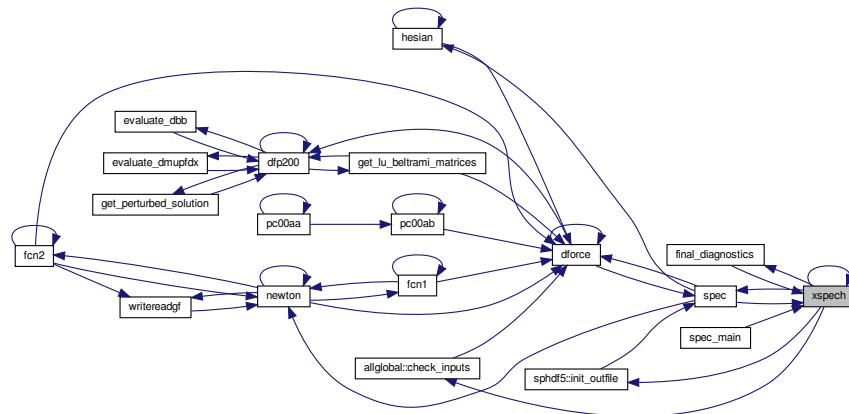 hesian
evaluate_dbb
evaluate_dmupfdx
dfp200
get_lu_beltrami_matrices
get_perturbed_solution
pc00aa
pc00ab
fcn2
dforce
final_diagnostics
fcn1
newton
spec
xspech
writereadgf
spec_main
allglobal::check_inputs
sphdf5::init_outfile